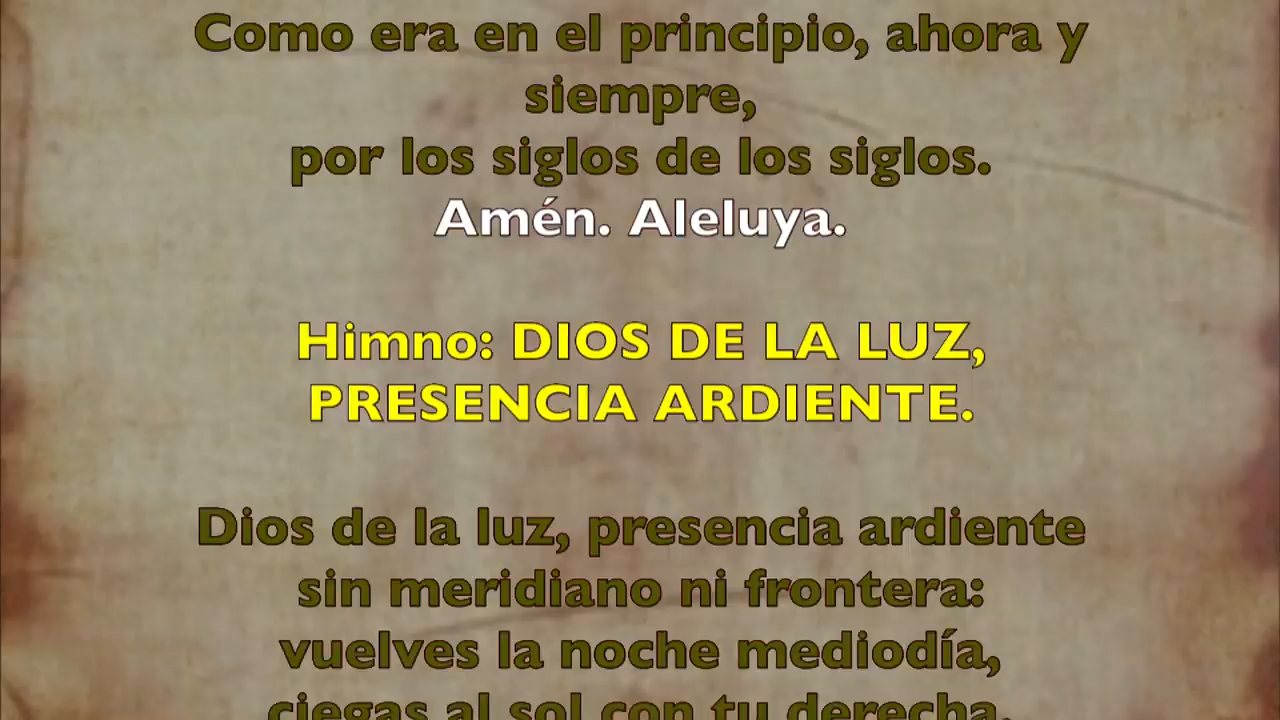 Como era en el principio, ahora y
siempre,
por los siglos de los siglos.
Amén. Aleluya.
Himno: DIOS DE LA LUZ,
PRESENCIA ARDIENTE.
Dios de la luz, presencia ardiente
sin meridiano ni frontera:
vuelves la noche mediodía,
ciegas al sol con tu derecha.